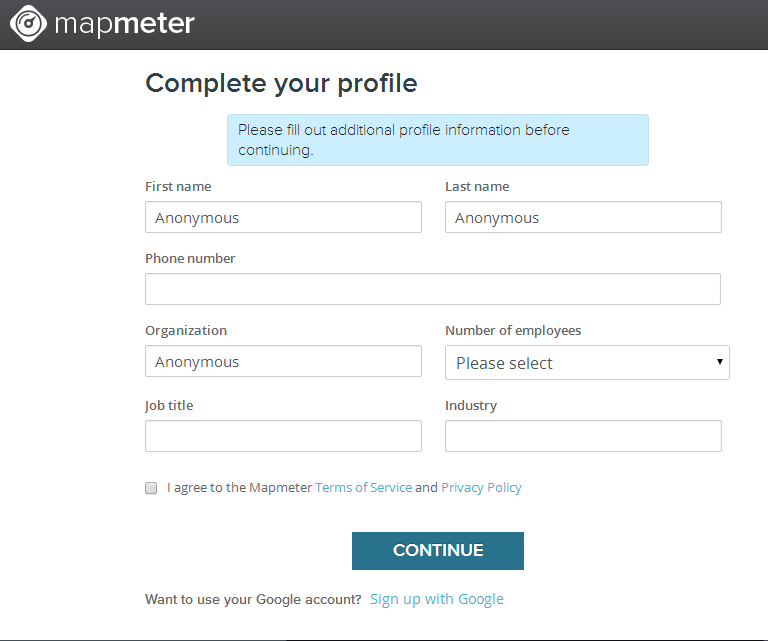 mapmeter
Complete your profile
Please fill out additional profile information before
continuing.
First name
Last name
Anonymous
Anonymous
Phone number
Organization
Number of employees
Anonymous
Please select
Job title
Industry
I agree to the Mapmeter Terms of Service and Privacy Policy
CONTINUE
Want to use your Google account? Sign up with Google